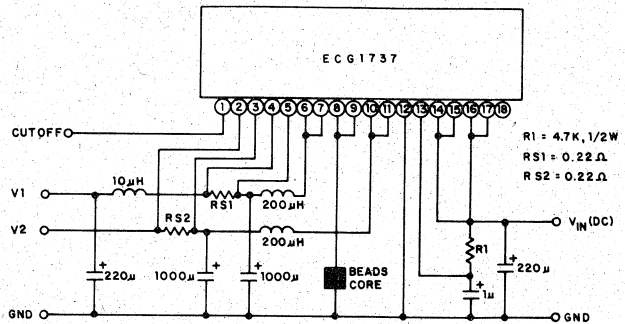 ECG1737
1 2 3 4 5 6 7 8 9 10 11 12 13 14 15 16 17 18
CUTOFF
R1 = 4.7K, 1/2W
RS1 = 0.22Ω
RS2 = 0.22Ω
V1
10μH
RS1
200μH
V2
RS2
200μH
VIN(DC)
R1
220μ
+
1000μ
+
1000μ
+
BEADS
CORE
+
1μ
+
220μ
GND
GND